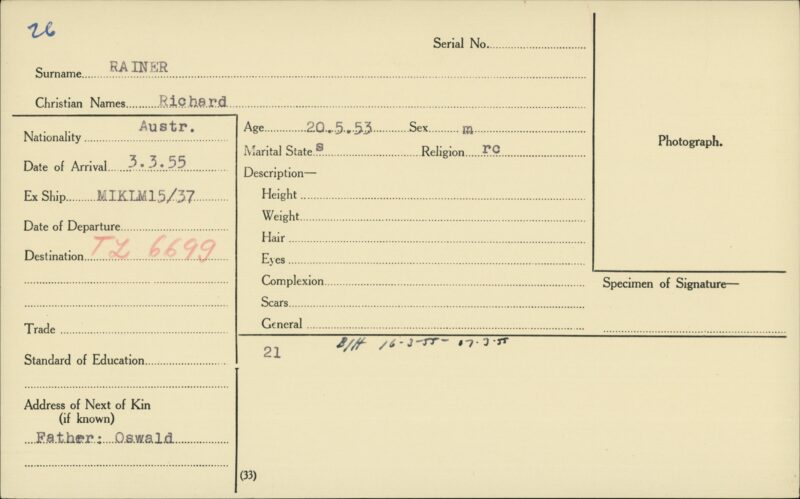 26
Serial No.
Surname RAINER
Christian Names Richard
Nationality Austr.
Date of Arrival 3.3.55
Ex Ship MIKLM15/37
Date of Departure
Destination TL 6699
Trade
Standard of Education
Address of Next of Kin
(if known)
Father: Oswald
Age 20.5.53 Sex m
Marital State s Religion rc
Description—
Height
Weight
Hair
Eyes
Complexion
Scars
General
Photograph.
Specimen of Signature—
21 B/H 16-3-55-
(33)